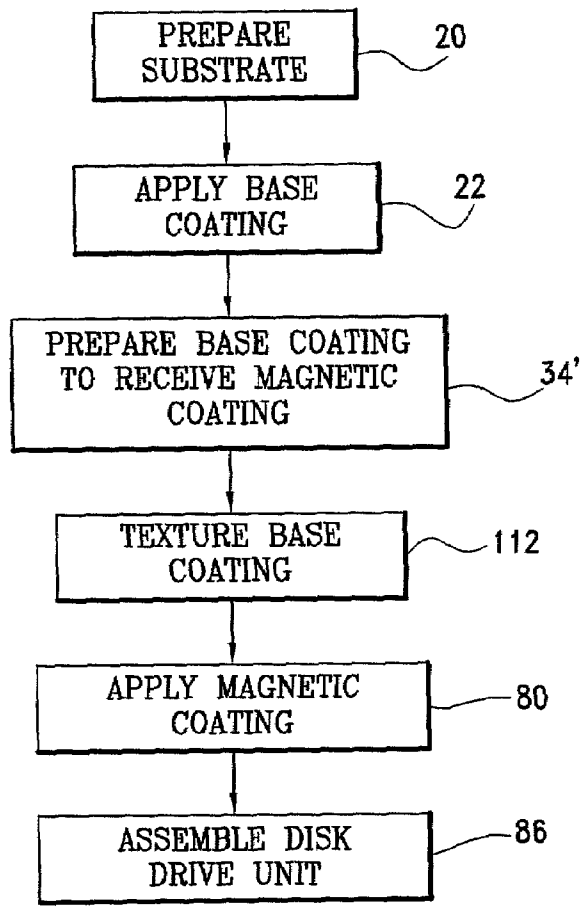 PREPARE
SUBSTRATE
20
APPLY BASE
COATING
22
PREPARE BASE COATING
TO RECEIVE MAGNETIC
COATING
34'
TEXTURE BASE
COATING
112
APPLY MAGNETIC
COATING
80
ASSEMBLE DISK
DRIVE UNIT
86